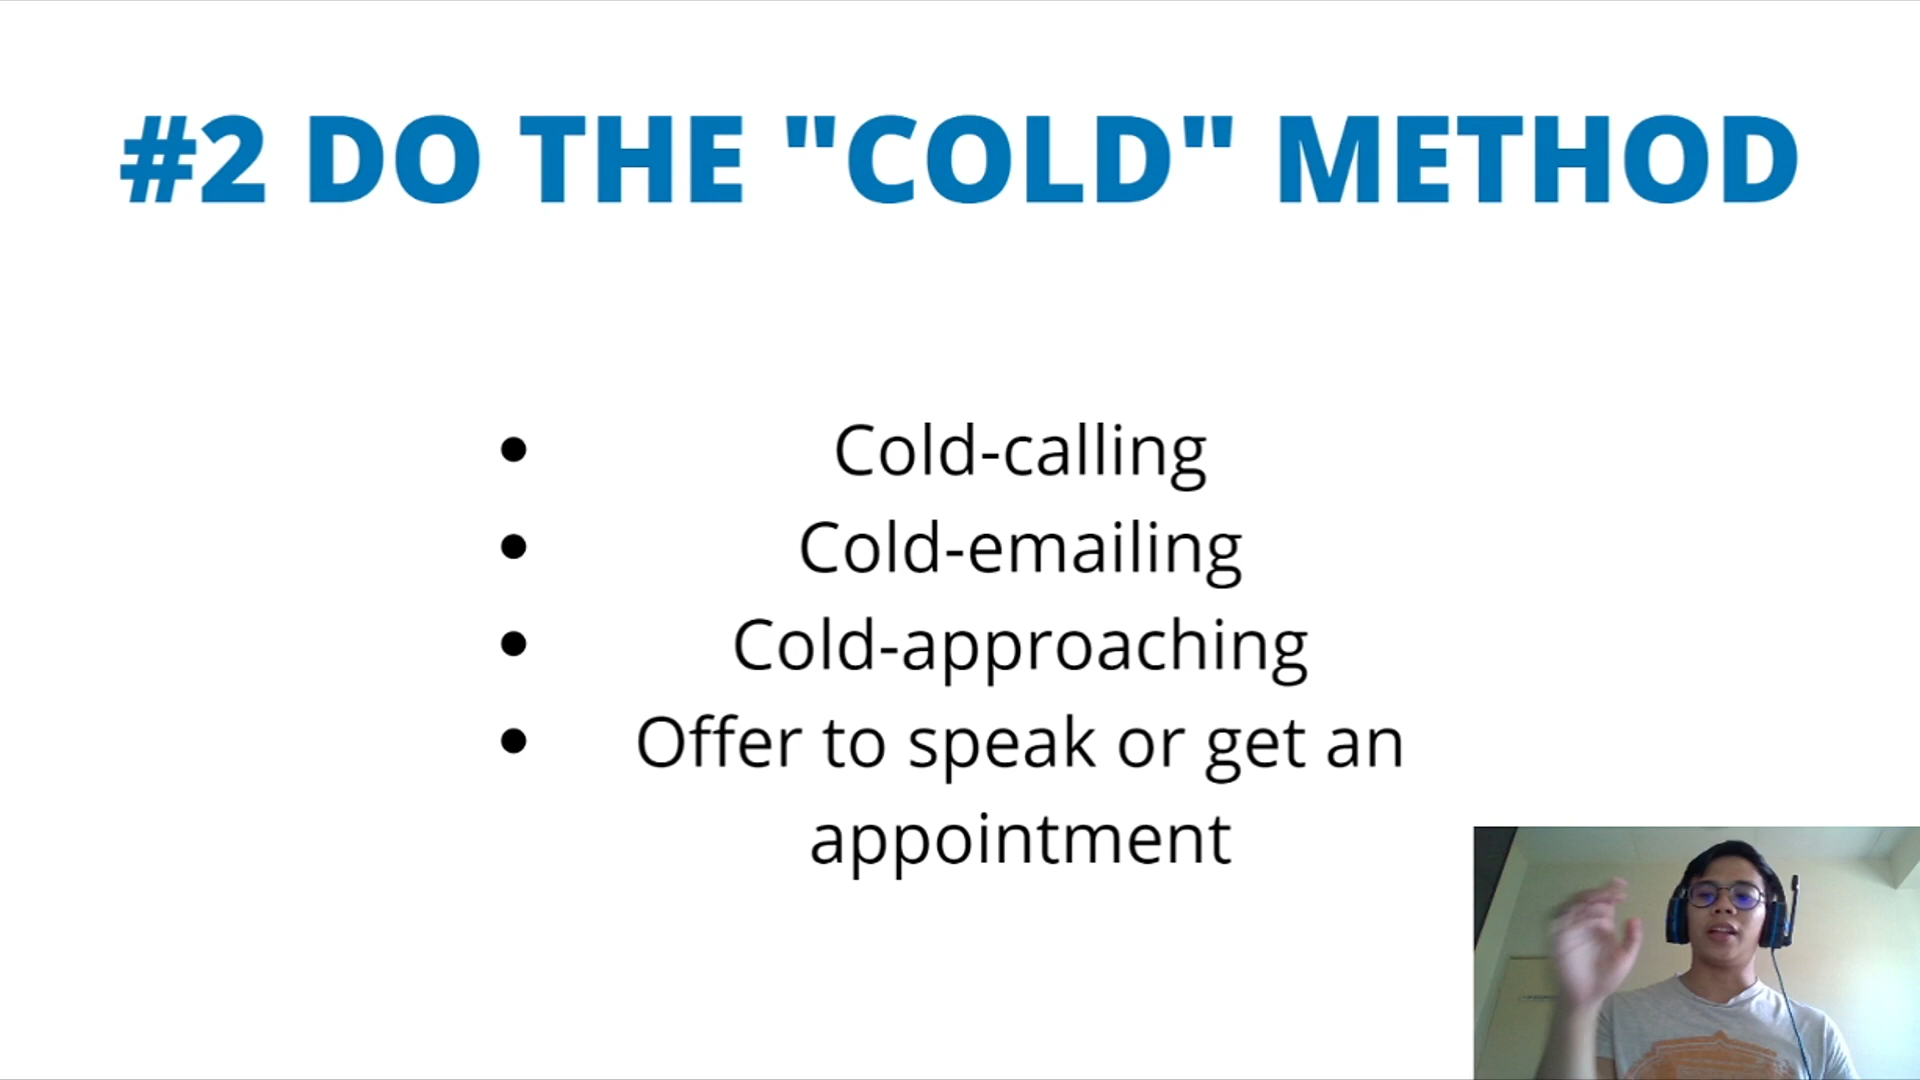 #2 DO THE "COLD" METHOD
Cold-calling
Cold-emailing
Cold-approaching
Offer to speak or get an
appointment